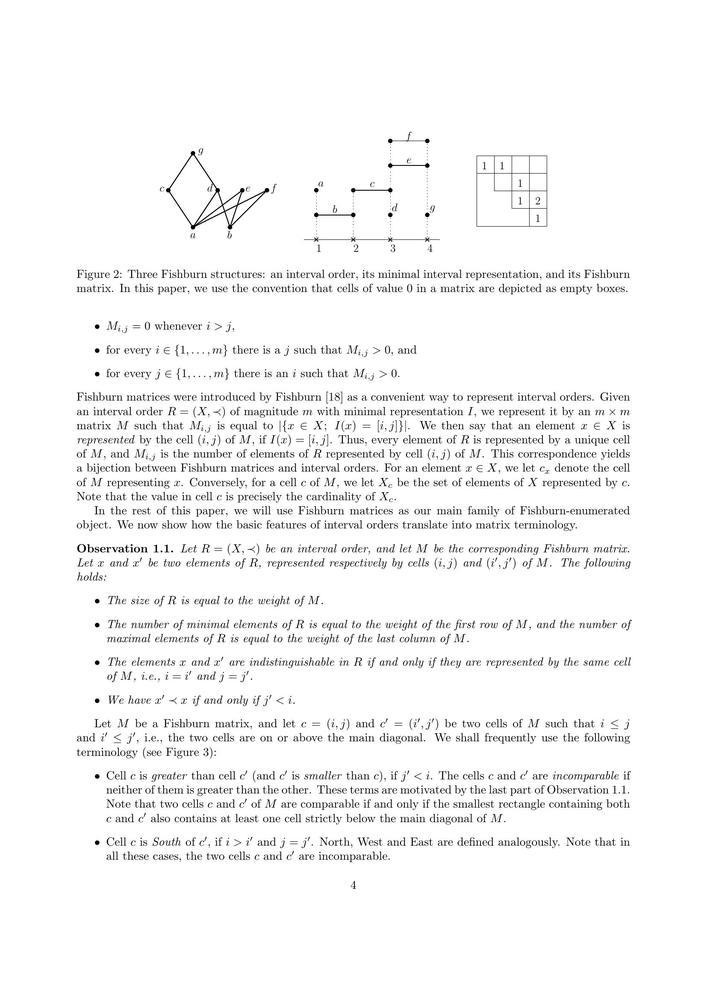 g
c d e f
a b
f
e
a c
b d g
1 2 3 4
1 1
1
1 2
1
Figure 2: Three Fishburn structures: an interval order, its minimal interval representation, and its Fishburn
matrix. In this paper, we use the convention that cells of value 0 in a matrix are depicted as empty boxes.
• M_{i,j} = 0 whenever i > j,
• for every i ∈ {1, . . . , m} there is a j such that M_{i,j} > 0, and
• for every j ∈ {1, . . . , m} there is an i such that M_{i,j} > 0.
Fishburn matrices were introduced by Fishburn [18] as a convenient way to represent interval orders. Given
an interval order R = (X, ≺) of magnitude m with minimal representation I, we represent it by an m × m
matrix M such that M_{i,j} is equal to |{x ∈ X; I(x) = [i, j]}|. We then say that an element x ∈ X is
represented by the cell (i, j) of M, if I(x) = [i, j]. Thus, every element of R is represented by a unique cell
of M, and M_{i,j} is the number of elements of R represented by cell (i, j) of M. This correspondence yields
a bijection between Fishburn matrices and interval orders. For an element x ∈ X, we let c_x denote the cell
of M representing x. Conversely, for a cell c of M, we let X_c be the set of elements of X represented by c.
Note that the value in cell c is precisely the cardinality of X_c.
In the rest of this paper, we will use Fishburn matrices as our main family of Fishburn-enumerated
object. We now show how the basic features of interval orders translate into matrix terminology.
Observation 1.1. Let R = (X, ≺) be an interval order, and let M be the corresponding Fishburn matrix.
Let x and x′ be two elements of R, represented respectively by cells (i, j) and (i′, j′) of M. The following
holds:
• The size of R is equal to the weight of M.
• The number of minimal elements of R is equal to the weight of the first row of M, and the number of
maximal elements of R is equal to the weight of the last column of M.
• The elements x and x′ are indistinguishable in R if and only if they are represented by the same cell
of M, i.e., i = i′ and j = j′.
• We have x′ ≺ x if and only if j′ < i.
Let M be a Fishburn matrix, and let c = (i, j) and c′ = (i′, j′) be two cells of M such that i ≤ j
and i′ ≤ j′, i.e., the two cells are on or above the main diagonal. We shall frequently use the following
terminology (see Figure 3):
• Cell c is greater than cell c′ (and c′ is smaller than c), if j′ < i. The cells c and c′ are incomparable if
neither of them is greater than the other. These terms are motivated by the last part of Observation 1.1.
Note that two cells c and c′ of M are comparable if and only if the smallest rectangle containing both
c and c′ also contains at least one cell strictly below the main diagonal of M.
• Cell c is South of c′, if i > i′ and j = j′. North, West and East are defined analogously. Note that in
all these cases, the two cells c and c′ are incomparable.
4